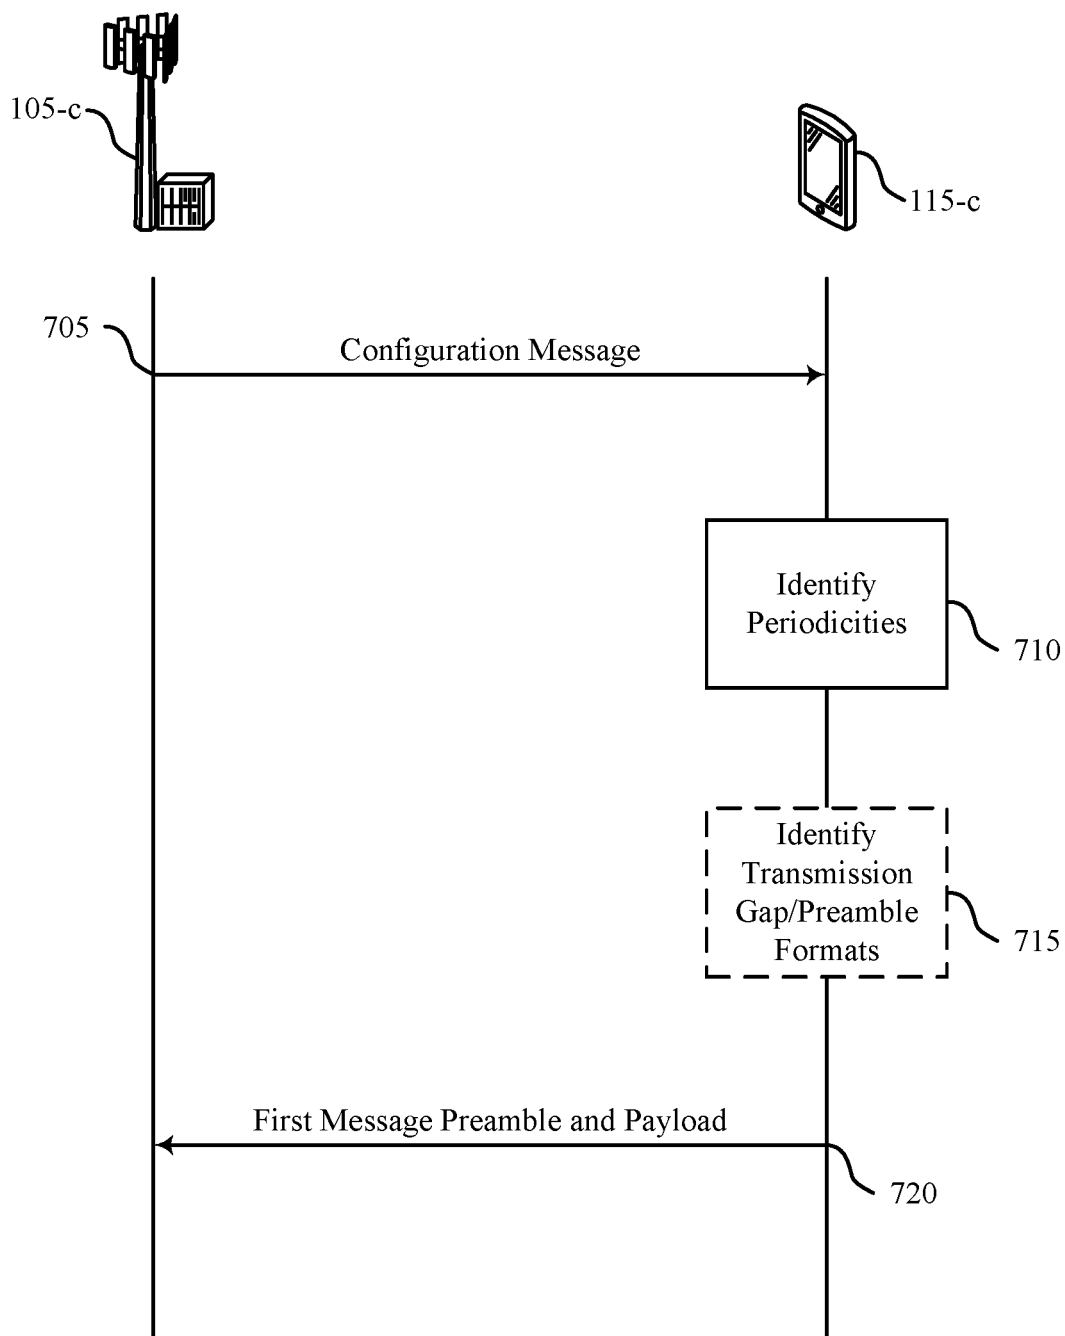 105-c
115-c
705
Configuration Message
Identify
Periodicities
710
Identify
Transmission
Gap/Preamble
Formats
715
First Message Preamble and Payload
720